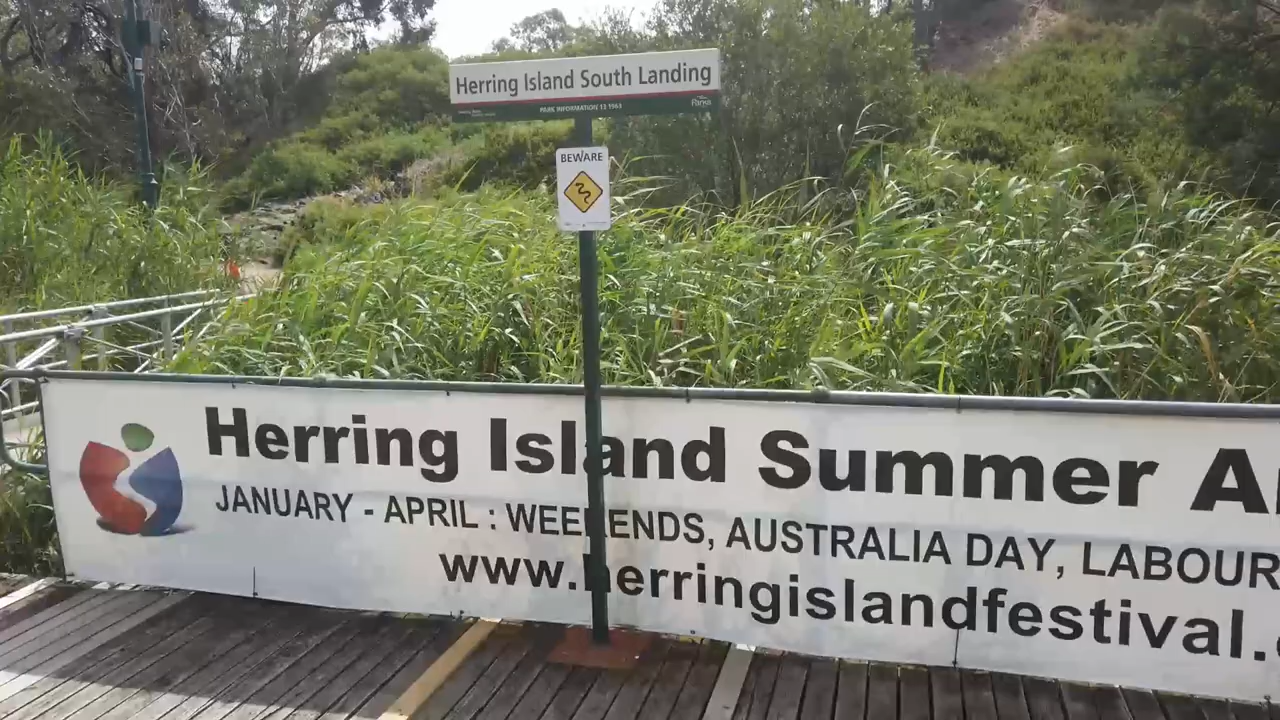 Herring Island South Landing
PARK INFORMATION 13 1963
Parks
BEWARE
Herring Island Summer A
JANUARY - APRIL : WEEKENDS, AUSTRALIA DAY, LABOUR
www.herringislandfestival.